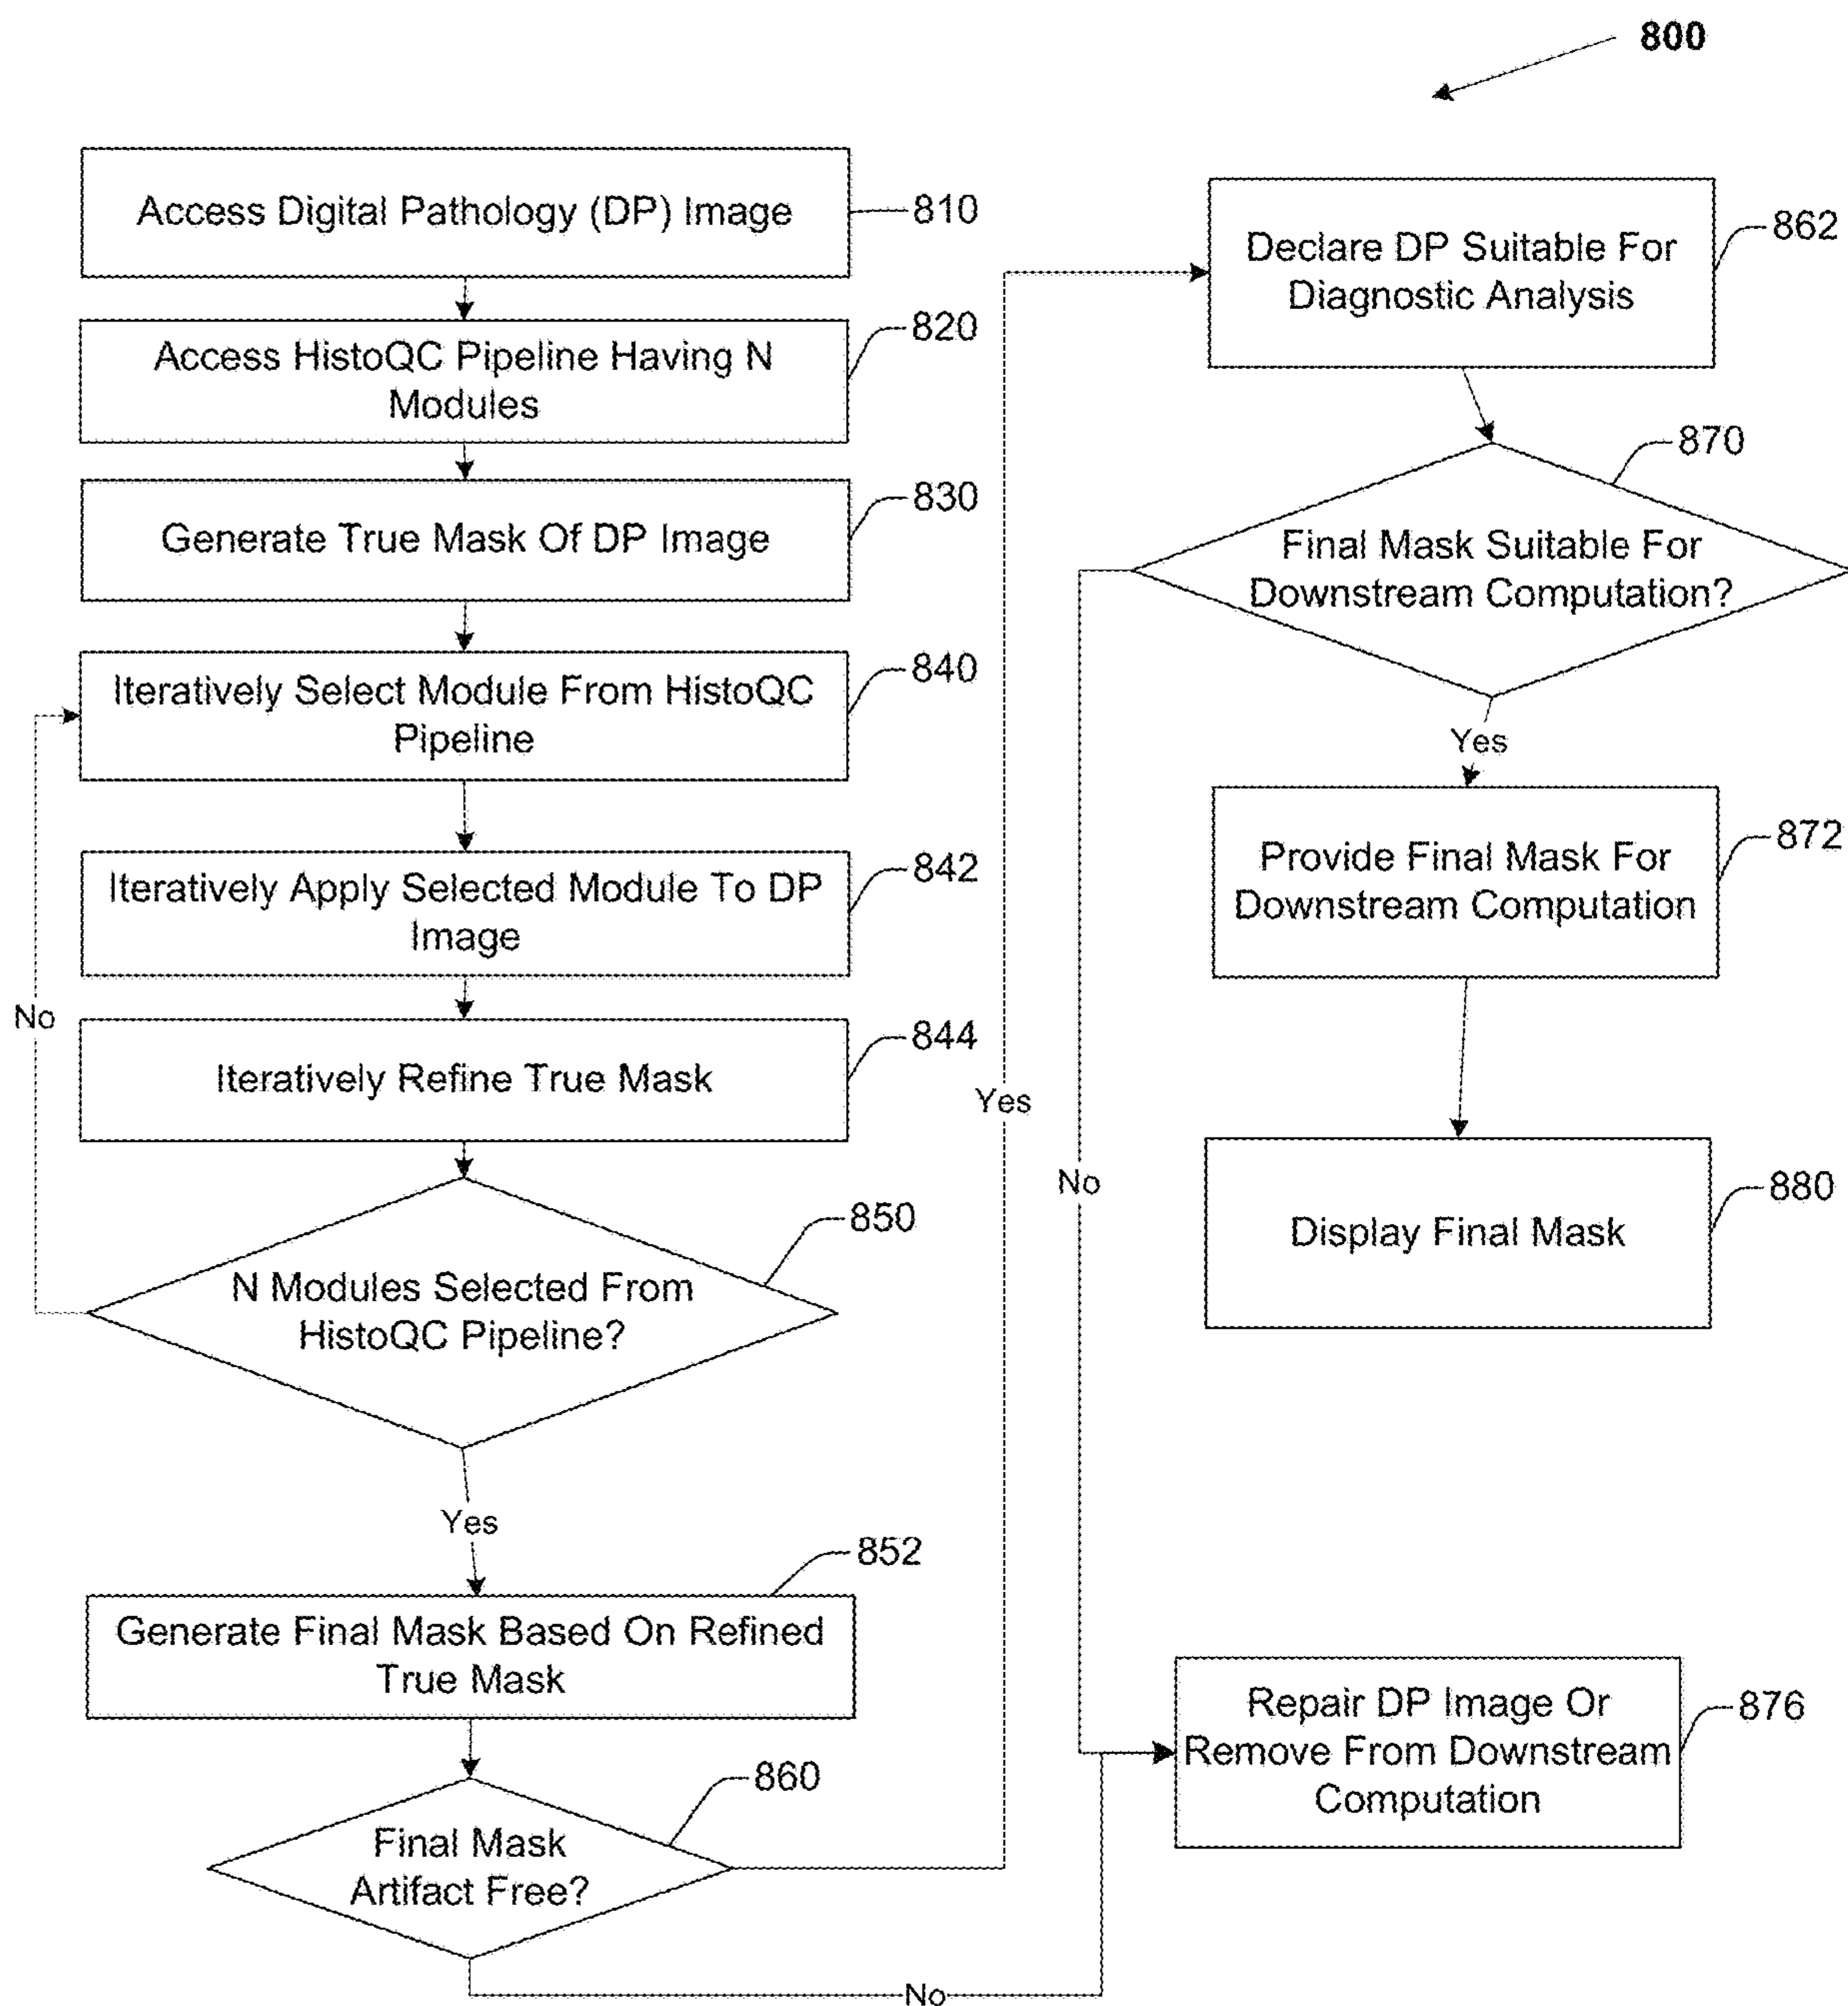 800
Access Digital Pathology (DP) Image
810
Access HistoQC Pipeline Having N
Modules
820
Generate True Mask Of DP Image
830
Iteratively Select Module From HistoQC
Pipeline
840
Iteratively Apply Selected Module To DP
Image
842
Iteratively Refine True Mask
844
No
N Modules Selected From
HistoQC Pipeline?
850
Yes
Generate Final Mask Based On Refined
True Mask
852
Final Mask
Artifact Free?
860
No
Yes
Declare DP Suitable For
Diagnostic Analysis
862
Final Mask Suitable For
Downstream Computation?
870
Yes
No
Provide Final Mask For
Downstream Computation
872
Display Final Mask
880
Repair DP Image Or
Remove From Downstream
Computation
876